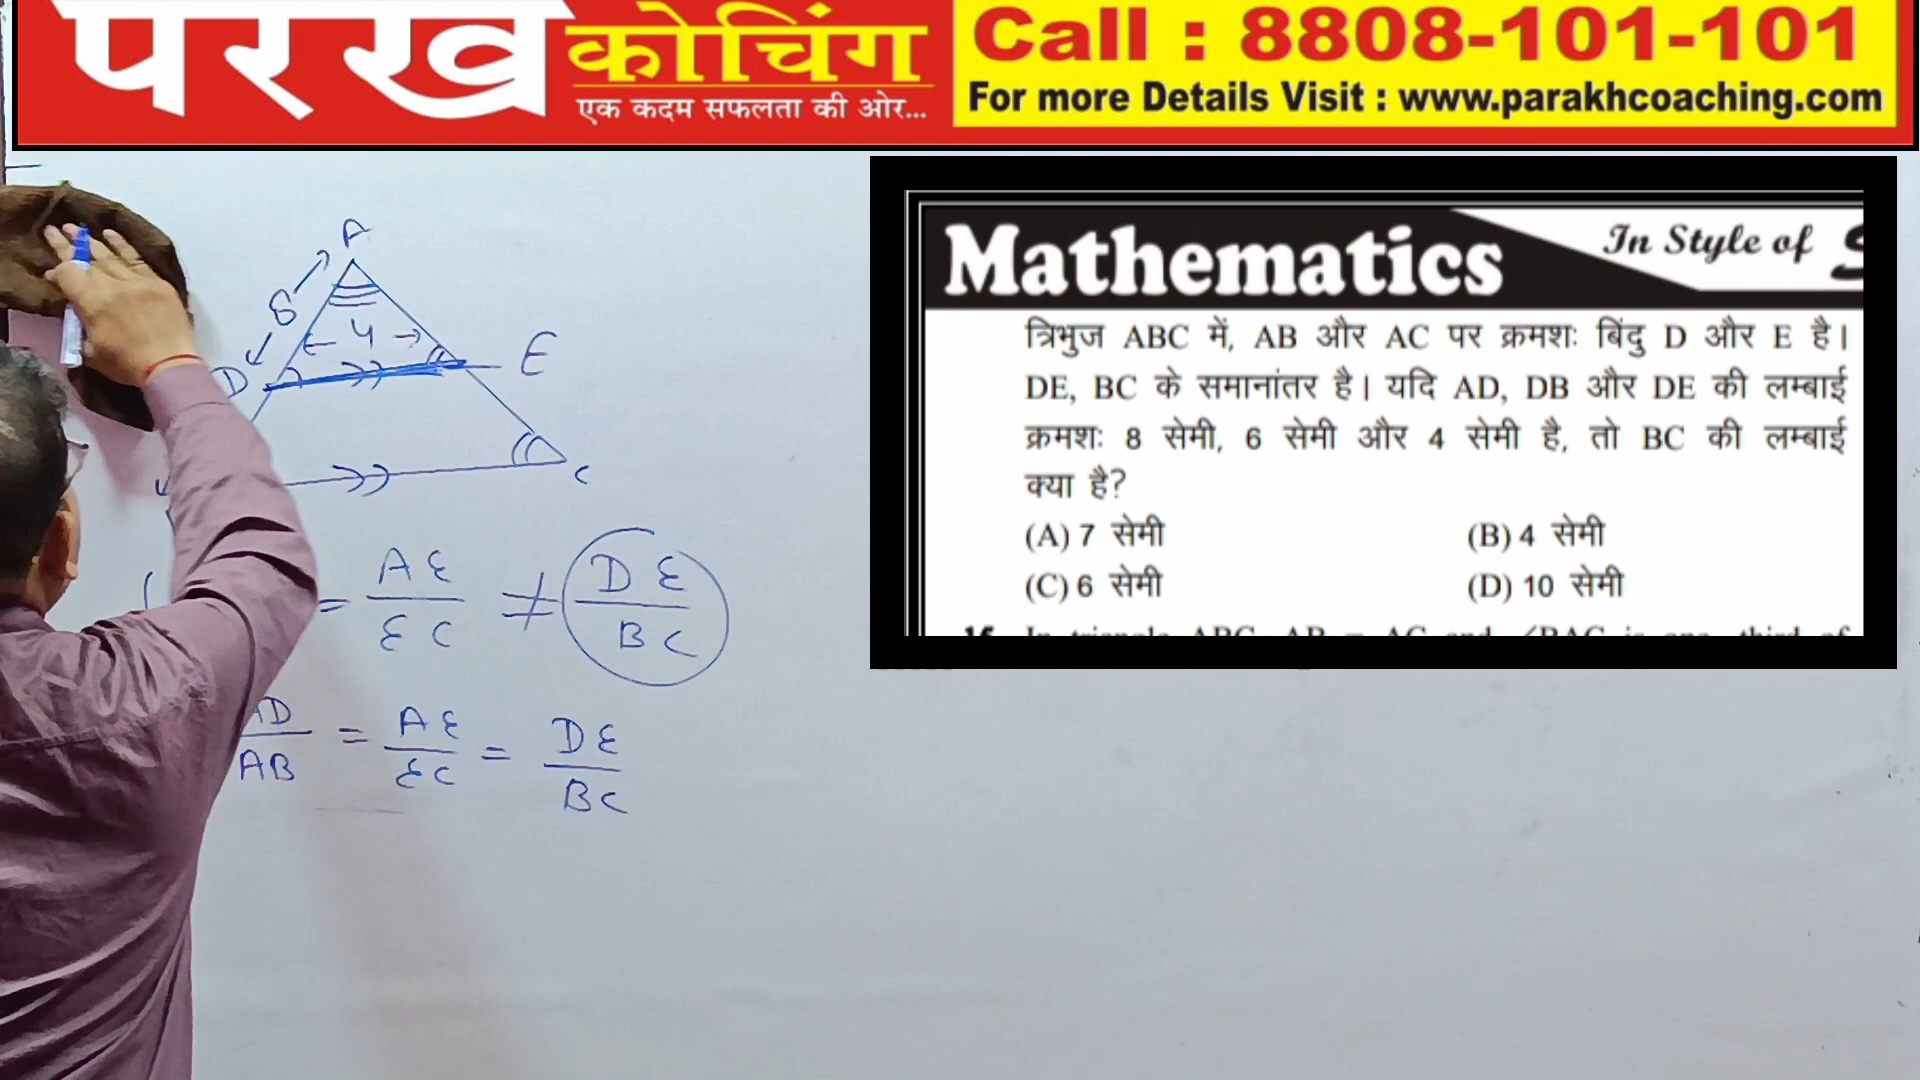 परख कोचिंग
एक कदम सफलता की ओर...
Call : 8808-101-101
For more Details Visit : www.parakhcoaching.com
Mathematics
In Style of
त्रिभुज ABC में, AB और AC पर क्रमशः बिंदु D और E है।
DE, BC के समानांतर है। यदि AD, DB और DE की लम्बाई
क्रमशः 8 सेमी, 6 सेमी और 4 सेमी है, तो BC की लम्बाई
क्या है?
(A) 7 सेमी (B) 4 सेमी
(C) 6 सेमी (D) 10 सेमी
A
8
4
D
E
C
= AE/EC ≠ DE/BC
AD/AB = AE/EC = DE/BC